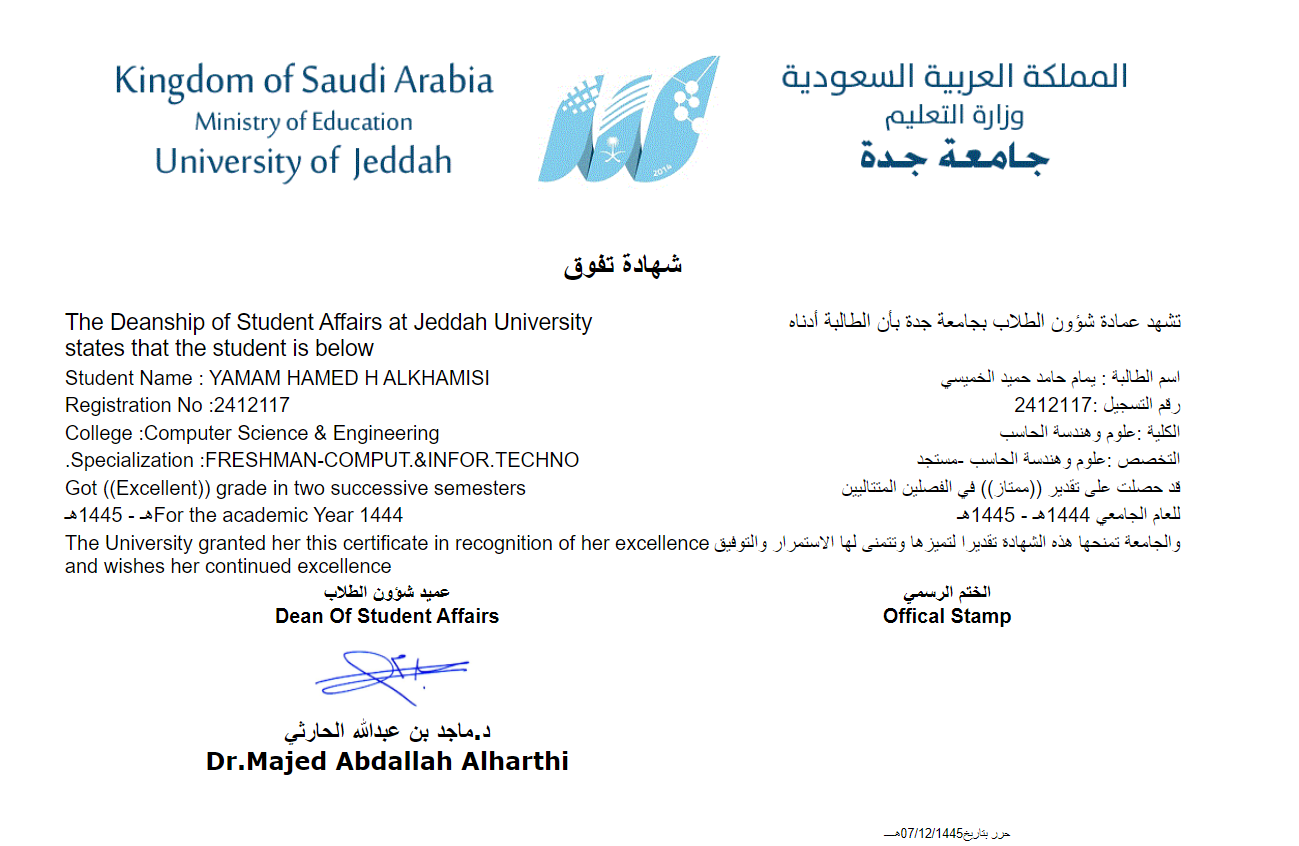 Kingdom of Saudi Arabia
Ministry of Education
University of Jeddah
2014
المملكة العربية السعودية
وزارة التعليم
جامعة جدة
شهادة تفوق
The Deanship of Student Affairs at Jeddah University
states that the student is below
تشهد عمادة شؤون الطلاب بجامعة جدة بأن الطالبة أدناه
Student Name : YAMAM HAMED H ALKHAMISI
اسم الطالبة : يمام حامد حميد الخميسي
Registration No :2412117
رقم التسجيل :2412117
College :Computer Science & Engineering
الكلية :علوم وهندسة الحاسب
.Specialization :FRESHMAN-COMPUT.&INFOR.TECHNO
التخصص :علوم وهندسة الحاسب -مستجد
Got ((Excellent)) grade in two successive semesters
قد حصلت على تقدير ((ممتاز)) في الفصلين المتتاليين
هـ - 1445هـFor the academic Year 1444
للعام الجامعي 1444هـ - 1445هـ
The University granted her this certificate in recognition of her excellence
and wishes her continued excellence
والجامعة تمنحها هذه الشهادة تقديرا لتميزها وتتمنى لها الاستمرار والتوفيق
عميد شؤون الطلاب
Dean Of Student Affairs
الختم الرسمي
Offical Stamp
د.ماجد بن عبدالله الحارثي
Dr.Majed Abdallah Alharthi
حرر بتاريخ07/12/1445هـــ